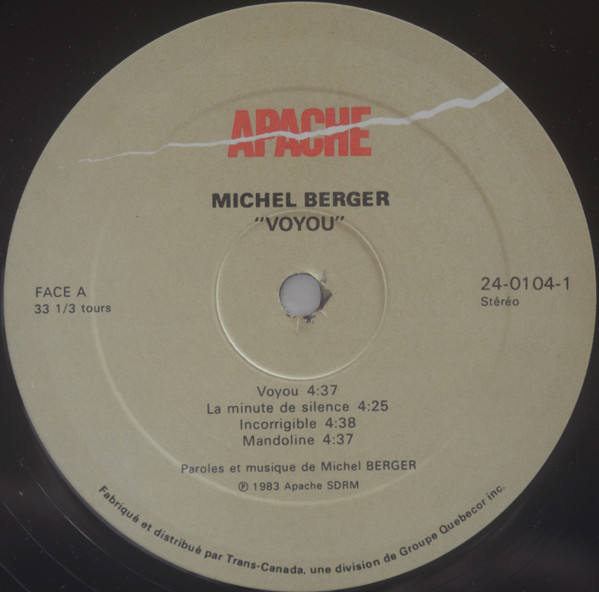 APACHE
MICHEL BERGER
"VOYOU"
FACE A
33 1/3 tours
24-0104-1
Stéréo
Voyou 4:37
La minute de silence 4:25
Incorrigible 4:38
Mandoline 4:37
Paroles et musique de Michel BERGER
℗ 1983 Apache SDRM
Fabriqué et distribué par Trans-Canada, une division de Groupe Quebecor inc.